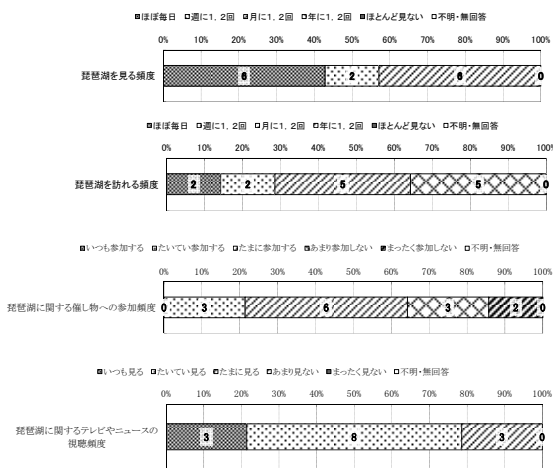 ■ほぼ毎日 □週に1，2回 □月に1，2回 □年に1，2回 ■ほとんど見ない □不明・無回答
0% 10% 20% 30% 40% 50% 60% 70% 80% 90% 100%
琵琶湖を見る頻度 6 2 6 0
■ほぼ毎日 □週に1，2回 □月に1，2回 □年に1，2回 ■ほとんど見ない □不明・無回答
0% 10% 20% 30% 40% 50% 60% 70% 80% 90% 100%
琵琶湖を訪れる頻度 2 2 5 5 0
■いつも参加する □たいてい参加する □たまに参加する □あまり参加しない ■まったく参加しない □不明・無回答
0% 10% 20% 30% 40% 50% 60% 70% 80% 90% 100%
琵琶湖に関する催し物への参加頻度 0 3 6 3 2 0
■いつも見る □たいてい見る □たまに見る □あまり見ない ■まったく見ない □不明・無回答
0% 10% 20% 30% 40% 50% 60% 70% 80% 90% 100%
琵琶湖に関するテレビやニュースの
視聴頻度 3 8 3 0